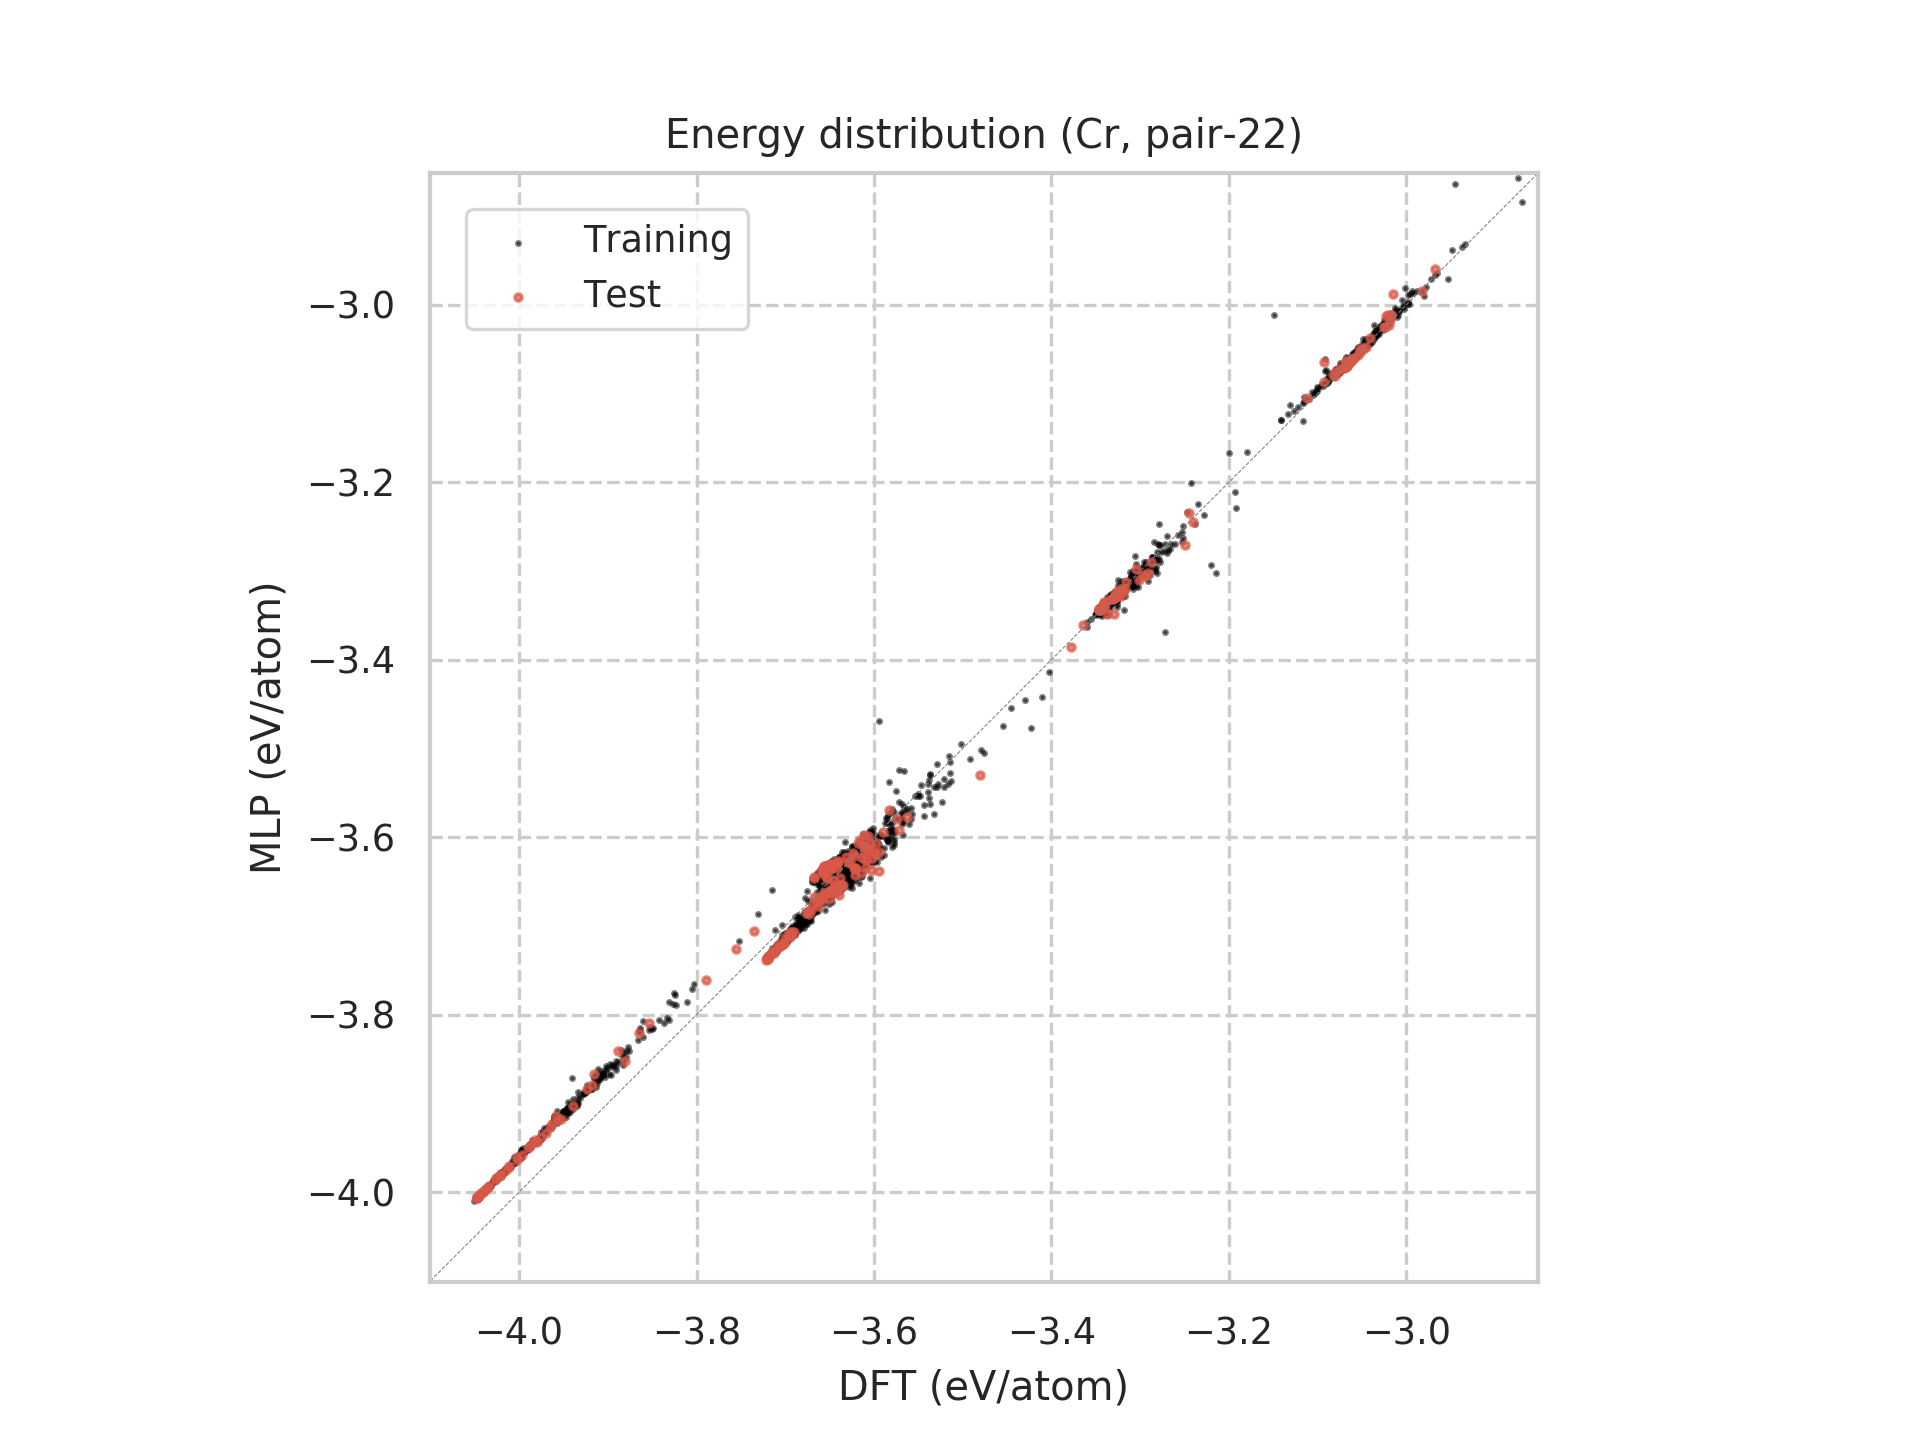 Energy distribution (Cr, pair-22)
Training
Test
MLP (eV/atom)
−3.0
−3.2
−3.4
−3.6
−3.8
−4.0
−4.0 −3.8 −3.6 −3.4 −3.2 −3.0
DFT (eV/atom)